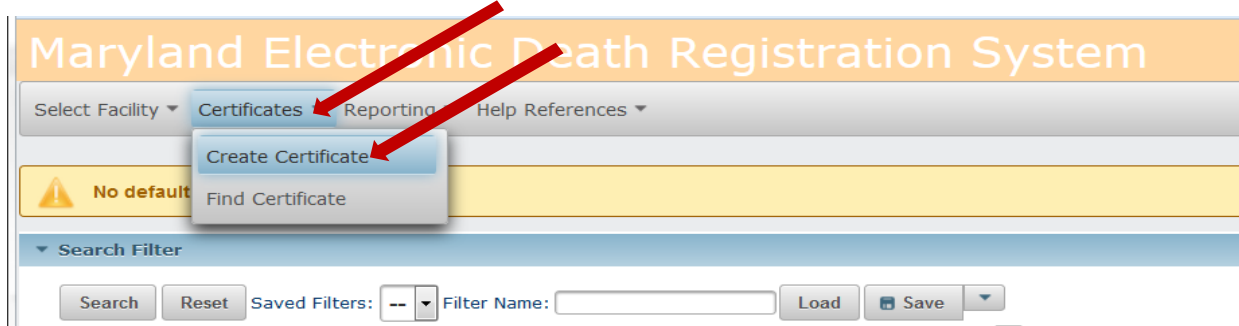 Maryland Electronic Death Registration System
Select Facility Certificates Reporting Help References
Create Certificate
No default
Find Certificate
Search Filter
Search Reset Saved Filters: -- Filter Name: Load Save